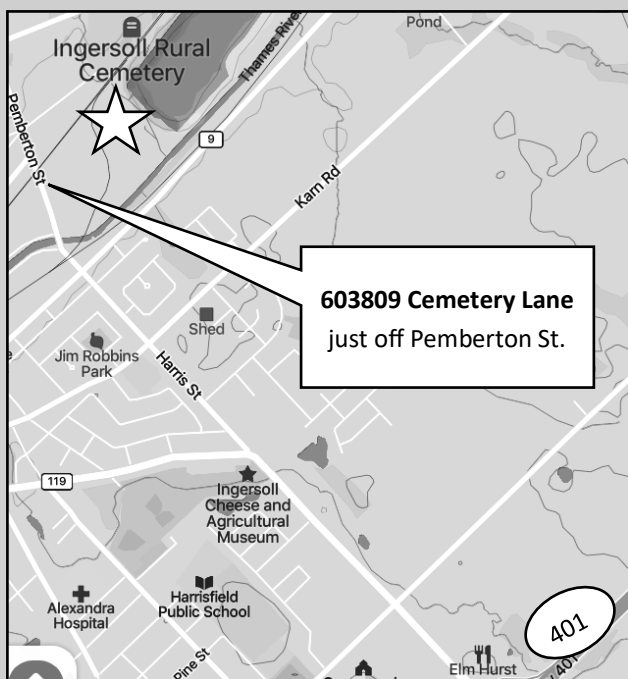 Pond
Ingersoll Rural
Cemetery
Thames River
Pemberton St
9
Karn Rd
603809 Cemetery Lane
just off Pemberton St.
Shed
Jim Robbins
Park
Harris St
119
Ingersoll
Cheese and
Agricultural
Museum
Harrisfield
Public School
Alexandra
Hospital
401
Pine St
Elm Hurst
401